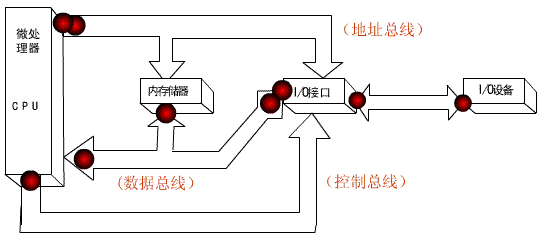 微处
理器
CPU
（地址总线）
内存储器
I/O接口
I/O设备
(数据总线）
（控制总线）